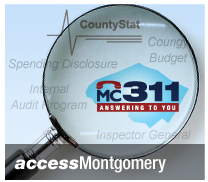 CountyStat
County
Spending Disclosure
Budget
MC311
Internal
ANSWERING TO YOU
Audit Program
Inspector General
accessMontgomery